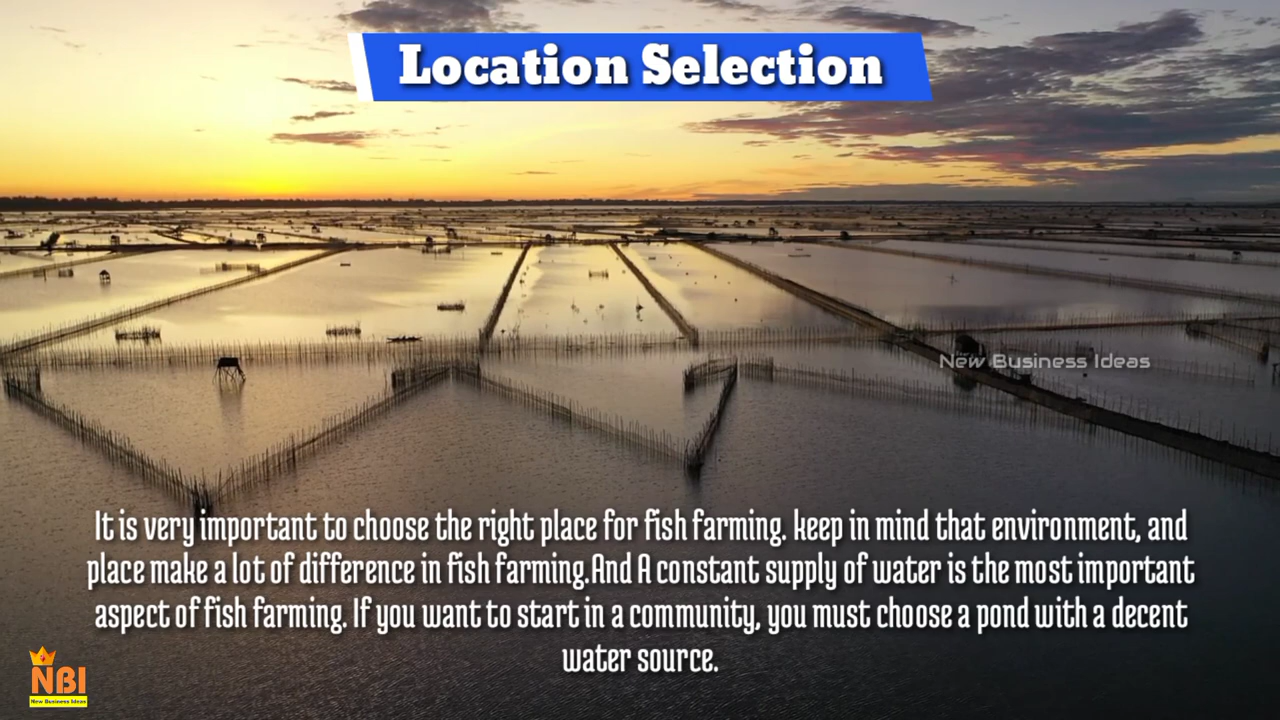 Location Selection
New Business Ideas
It is very important to choose the right place for fish farming. keep in mind that environment, and
place make a lot of difference in fish farming.And A constant supply of water is the most important
aspect of fish farming. If you want to start in a community, you must choose a pond with a decent
water source.
NBI
New Business Ideas